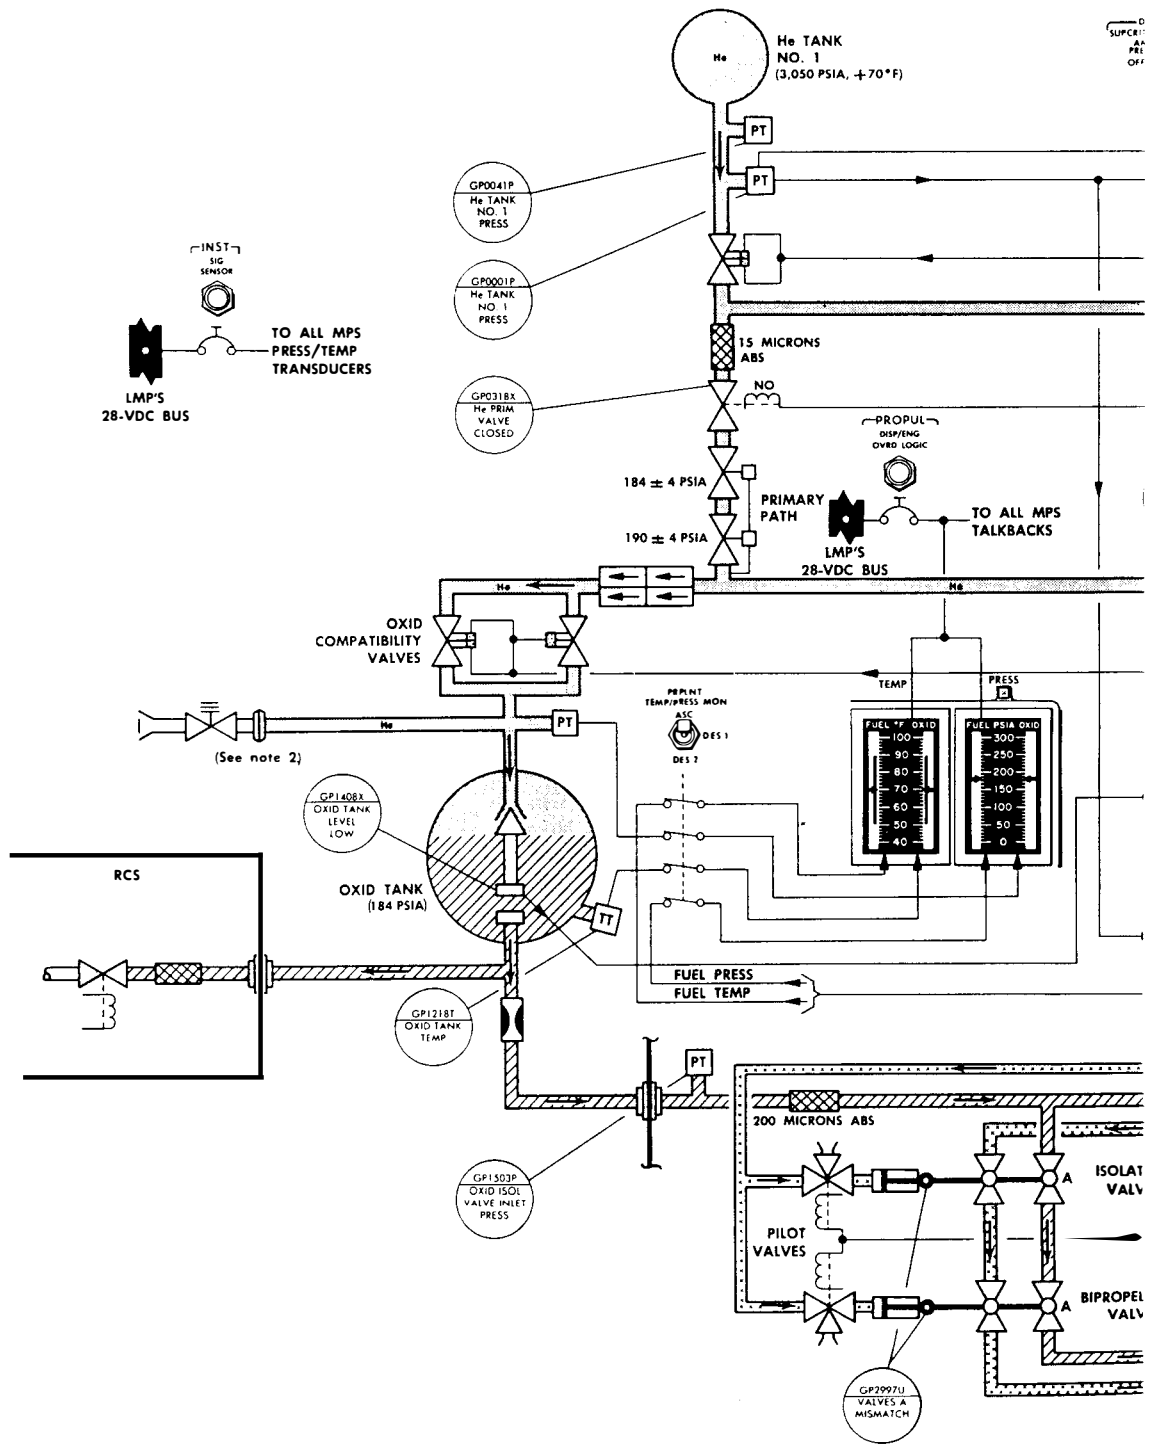 He TANK
NO. 1
(3,050 PSIA, +70°F)
He
SUPCRI
PRE
OFF
PT
PT
GP0041P
He TANK
NO. 1
PRESS
GP0001P
He TANK
NO. 1
PRESS
INST
SIG
SENSOR
TO ALL MPS
PRESS/TEMP
TRANSDUCERS
LMP'S
28-VDC BUS
15 MICRONS
ABS
GP0318X
He PRIM
VALVE
CLOSED
NO
PROPUL
DISP/ENG
OVRD LOGIC
184 ± 4 PSIA
PRIMARY
PATH
190 ± 4 PSIA
TO ALL MPS
TALKBACKS
LMP'S
28-VDC BUS
He
He
OXID
COMPATIBILITY
VALVES
TEMP
PRESS
PRPLNT
TEMP/PRESS MON
ASC
DES 1
DES 2
He
PT
(See note 2)
FUEL °F OXID
100
90
80
70
60
50
40
FUEL PSIA OXID
300
250
200
150
100
50
0
GP1408X
OXID TANK
LEVEL
LOW
RCS
OXID TANK
(184 PSIA)
TT
FUEL PRESS
FUEL TEMP
GP1218T
OXID TANK
TEMP
PT
200 MICRONS ABS
GP1503P
OXID ISOL
VALVE INLET
PRESS
A
ISOLAT
VALV
PILOT
VALVES
A
BIPROPEL
VALV
GP2997U
VALVES A
MISMATCH